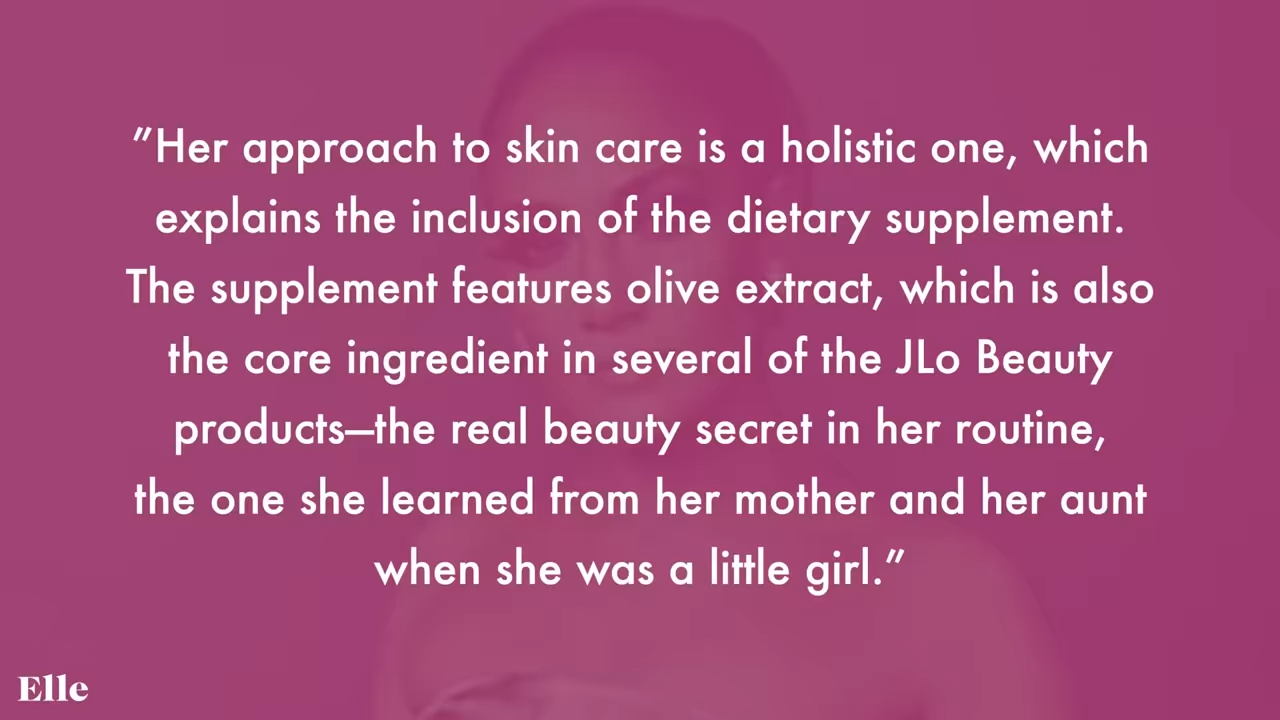 "Her approach to skin care is a holistic one, which
explains the inclusion of the dietary supplement.
The supplement features olive extract, which is also
the core ingredient in several of the JLo Beauty
products—the real beauty secret in her routine,
the one she learned from her mother and her aunt
when she was a little girl."
Elle